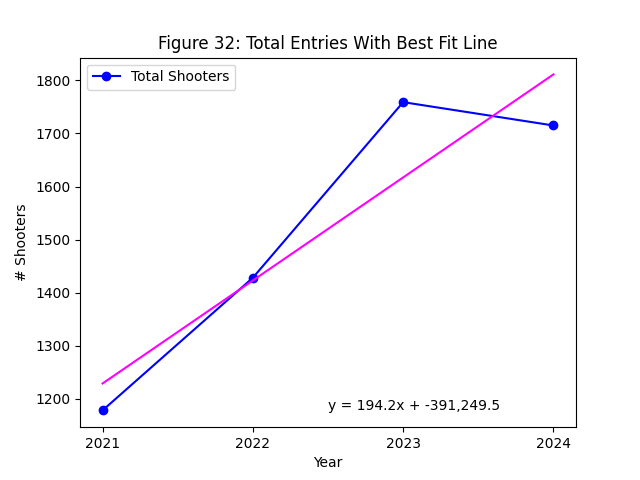 Figure 32: Total Entries With Best Fit Line
Total Shooters
1800
1700
1600
1500
1400
1300
1200
# Shooters
y = 194.2x + -391,249.5
2021 2022 2023 2024
Year